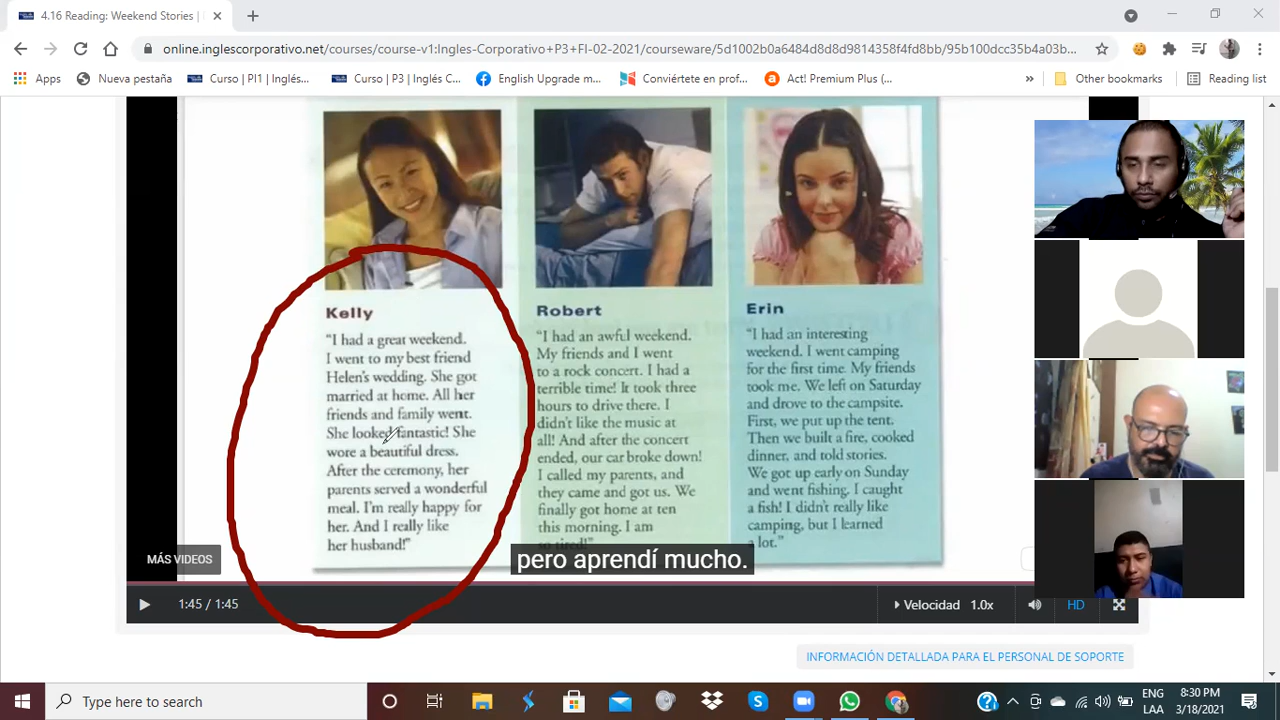 4.16 Reading: Weekend Stories |
online.inglescorporativo.net/courses/course-v1:Ingles-Corporativo+P3+FI-02-2021/courseware/5d1002b0a6484d8d8d9814358f4fd8bb/95b100dcc35b4a03b...
Apps
Nueva pestaña
Curso | PI1 | Inglés...
Curso | P3 | Inglés C...
English Upgrade m...
Conviértete en prof...
Act! Premium Plus (...
»
Other bookmarks
Reading list
Kelly
"I had a great weekend.
I went to my best friend
Helen's wedding. She got
married at home. All her
friends and family went.
She looked fantastic! She
wore a beautiful dress.
After the ceremony, her
parents served a wonderful
meal. I'm really happy for
her. And I really like
her husband!"
Robert
"I had an awful weekend.
My friends and I went
to a rock concert. I had a
terrible time! It took three
hours to drive there. I
didn't like the music at
all! And after the concert
ended, our car broke down!
I called my parents, and
they came and got us. We
finally got home at ten
this morning. I am
so tired!"
Erin
"I had an interesting
weekend. I went camping
for the first time. My friends
took me. We left on Saturday
and drove to the campsite.
First, we put up the tent.
Then we built a fire, cooked
dinner, and told stories.
We got up early on Sunday
and went fishing. I caught
a fish! I didn't really like
camping, but I learned
a lot."
MÁS VIDEOS
pero aprendí mucho.
1:45 / 1:45
Velocidad 1.0x
HD
INFORMACIÓN DETALLADA PARA EL PERSONAL DE SOPORTE
Type here to search
ENG
LAA
8:30 PM
3/18/2021